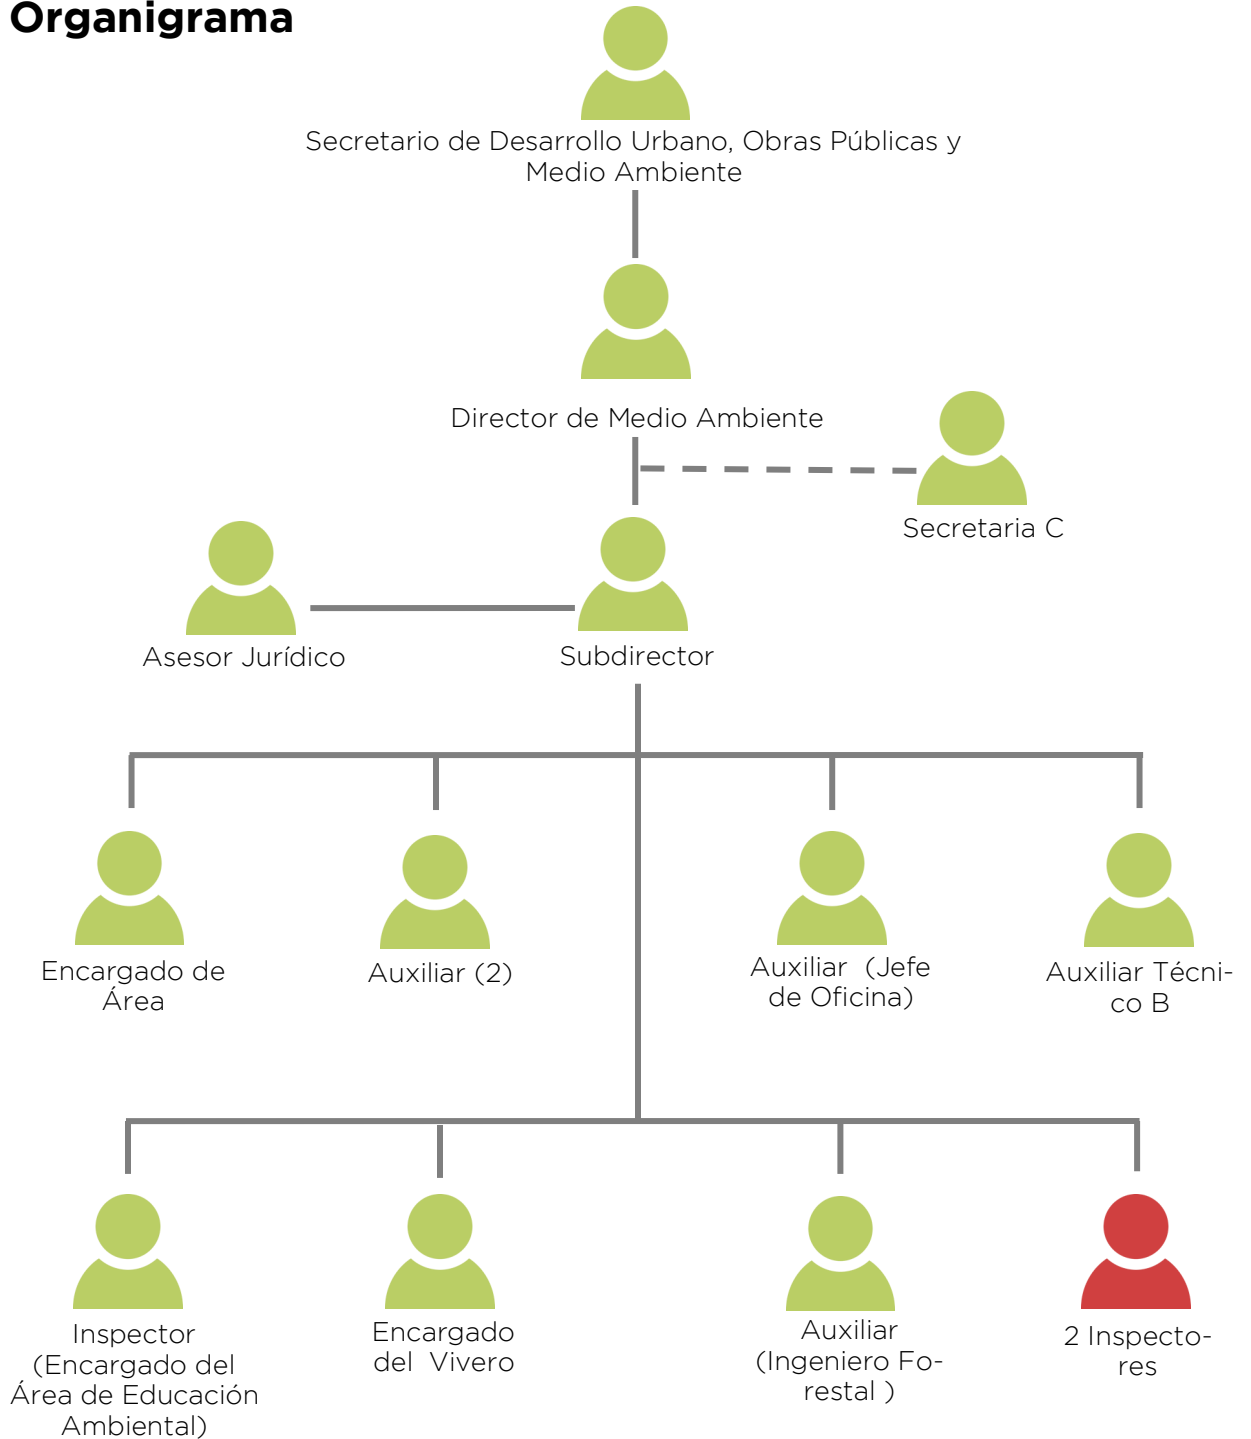 Organigrama
Secretario de Desarrollo Urbano, Obras Públicas y
Medio Ambiente
Director de Medio Ambiente
Secretaria C
Asesor Jurídico
Subdirector
Encargado de
Área
Auxiliar (2)
Auxiliar (Jefe
de Oficina)
Auxiliar Técni-
co B
Inspector
(Encargado del
Área de Educación
Ambiental)
Encargado
del Vivero
Auxiliar
(Ingeniero Fo-
restal )
2 Inspecto-
res